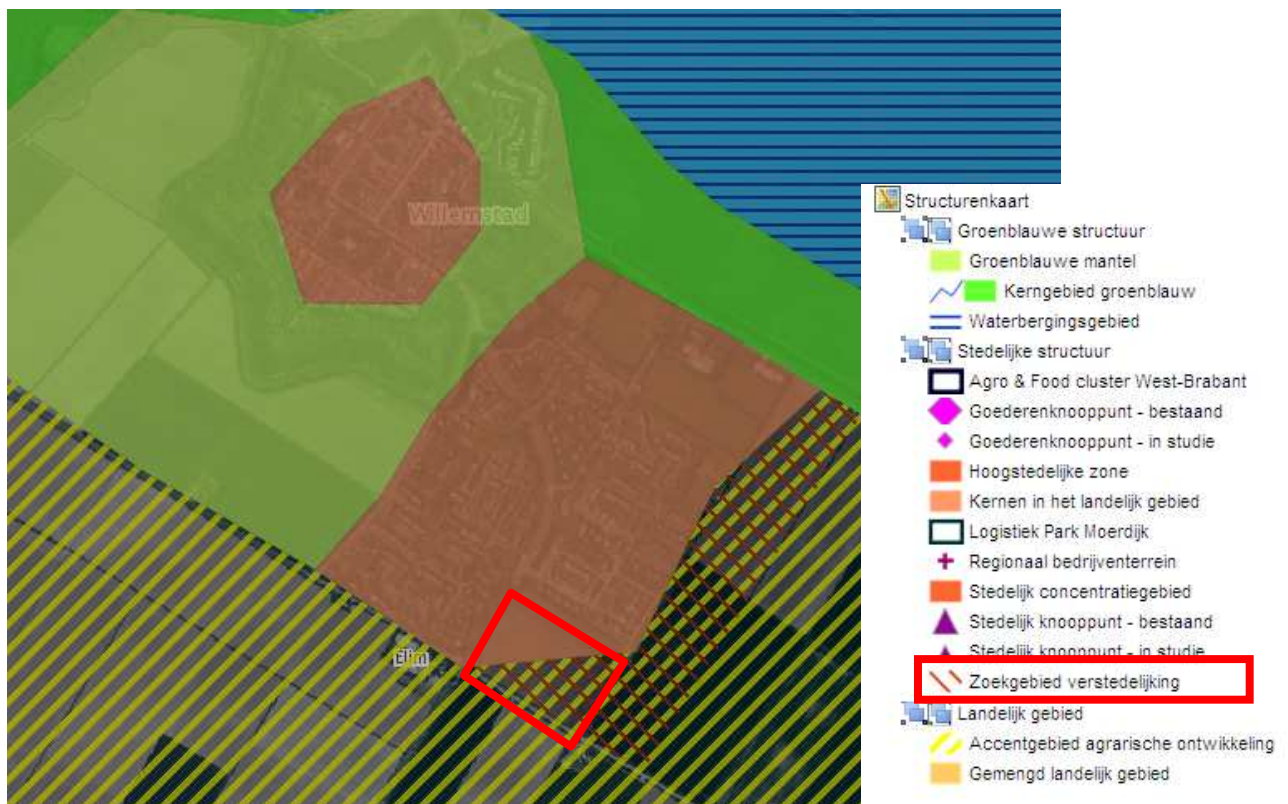 Willemstad
Elim
Structurenkaart
Groenblauwe structuur
Groenblauwe mantel
Kerngebied groenblauw
Waterbergingsgebied
Stedelijke structuur
Agro & Food cluster West-Brabant
Goederenknooppunt - bestaand
Goederenknooppunt - in studie
Hoogstedelijke zone
Kernen in het landelijk gebied
Logistiek Park Moerdijk
Regionaal bedrijventerrein
Stedelijk concentratiegebied
Stedelijk knooppunt - bestaand
Stedelijk knooppunt - in studie
Zoekgebied verstedelijking
Landelijk gebied
Accentgebied agrarische ontwikkeling
Gemengd landelijk gebied